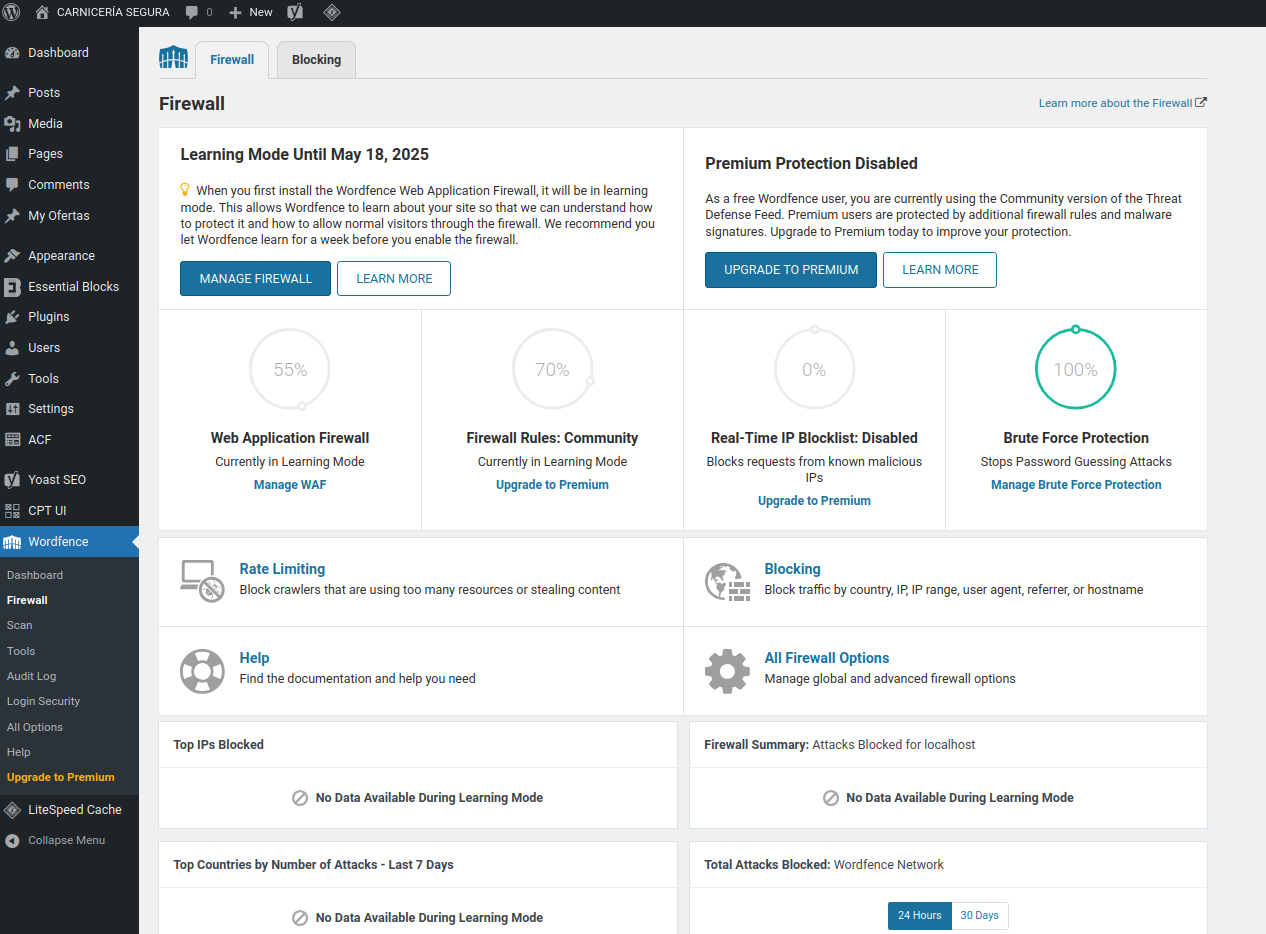 CARNICERÍA SEGURA
0
New
Dashboard
Posts
Media
Pages
Comments
My Ofertas
Appearance
Essential Blocks
Plugins
Users
Tools
Settings
ACF
Yoast SEO
CPT UI
Wordfence
Dashboard
Firewall
Scan
Tools
Audit Log
Login Security
All Options
Help
Upgrade to Premium
LiteSpeed Cache
Collapse Menu
Firewall
Blocking
Firewall
Learn more about the Firewall
Learning Mode Until May 18, 2025
When you first install the Wordfence Web Application Firewall, it will be in learning
mode. This allows Wordfence to learn about your site so that we can understand how
to protect it and how to allow normal visitors through the firewall. We recommend you
let Wordfence learn for a week before you enable the firewall.
MANAGE FIREWALL
LEARN MORE
Premium Protection Disabled
As a free Wordfence user, you are currently using the Community version of the Threat
Defense Feed. Premium users are protected by additional firewall rules and malware
signatures. Upgrade to Premium today to improve your protection.
UPGRADE TO PREMIUM
LEARN MORE
55%
Web Application Firewall
Currently in Learning Mode
Manage WAF
70%
Firewall Rules: Community
Currently in Learning Mode
Upgrade to Premium
0%
Real-Time IP Blocklist: Disabled
Blocks requests from known malicious
IPs
Upgrade to Premium
100%
Brute Force Protection
Stops Password Guessing Attacks
Manage Brute Force Protection
Rate Limiting
Block crawlers that are using too many resources or stealing content
Blocking
Block traffic by country, IP, IP range, user agent, referrer, or hostname
Help
Find the documentation and help you need
All Firewall Options
Manage global and advanced firewall options
Top IPs Blocked
No Data Available During Learning Mode
Firewall Summary: Attacks Blocked for localhost
No Data Available During Learning Mode
Top Countries by Number of Attacks - Last 7 Days
No Data Available During Learning Mode
Total Attacks Blocked: Wordfence Network
24 Hours
30 Days